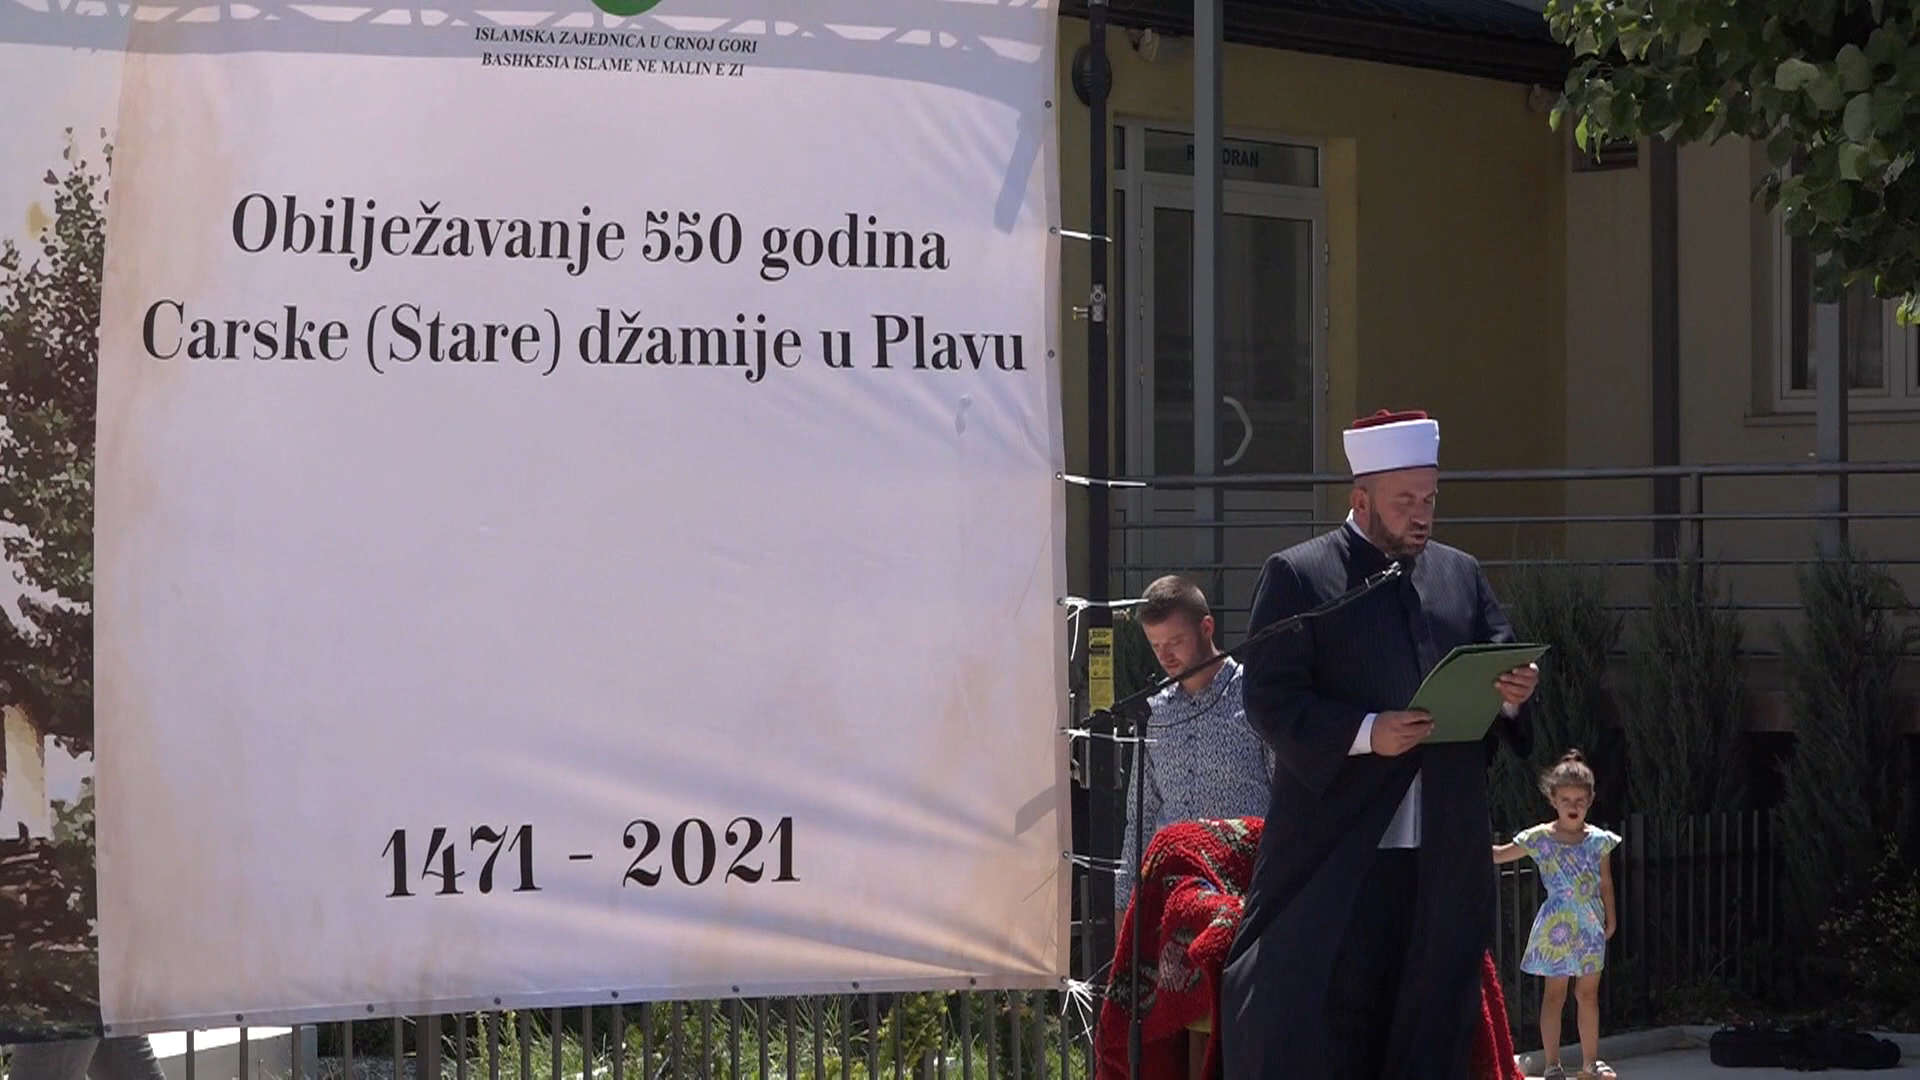 ISLAMSKA ZAJEDNICA U CRNOJ GORI
BASHKESIA ISLAME NE MALIN E ZI
Obilježavanje 550 godina
Carske (Stare) džamije u Plavu
1471 - 2021